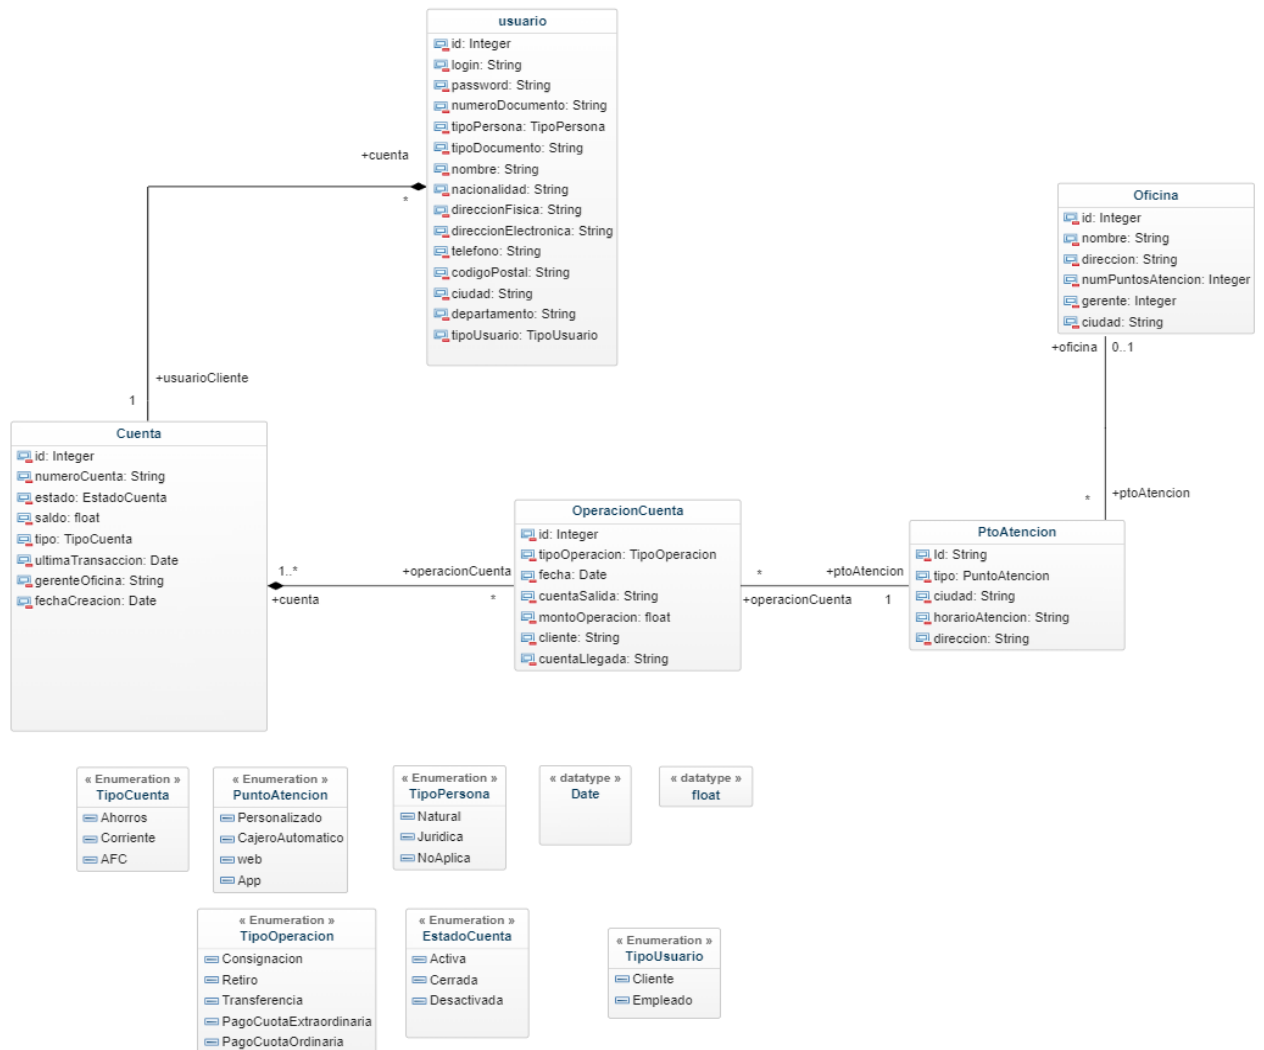 usuario
id: Integer
login: String
password: String
numeroDocumento: String
tipoPersona: TipoPersona
tipoDocumento: String
nombre: String
nacionalidad: String
direccionFisica: String
direccionElectronica: String
telefono: String
codigoPostal: String
ciudad: String
departamento: String
tipoUsuario: TipoUsuario
+cuenta
*
+usuarioCliente
1
Oficina
id: Integer
nombre: String
direccion: String
numPuntosAtencion: Integer
gerente: Integer
ciudad: String
+oficina 0..1
* +ptoAtencion
Cuenta
id: Integer
numeroCuenta: String
estado: EstadoCuenta
saldo: float
tipo: TipoCuenta
ultimaTransaccion: Date
gerenteOficina: String
fechaCreacion: Date
1..* +operacionCuenta
+cuenta *
OperacionCuenta
id: Integer
tipoOperacion: TipoOperacion
fecha: Date
cuentaSalida: String
montoOperacion: float
cliente: String
cuentaLlegada: String
* +ptoAtencion
+operacionCuenta 1
PtoAtencion
Id: String
tipo: PuntoAtencion
ciudad: String
horarioAtencion: String
direccion: String
« Enumeration »
TipoCuenta
Ahorros
Corriente
AFC
« Enumeration »
PuntoAtencion
Personalizado
CajeroAutomatico
web
App
« Enumeration »
TipoPersona
Natural
Juridica
NoAplica
« datatype »
Date
« datatype »
float
« Enumeration »
TipoOperacion
Consignacion
Retiro
Transferencia
PagoCuotaExtraordinaria
PagoCuotaOrdinaria
« Enumeration »
EstadoCuenta
Activa
Cerrada
Desactivada
« Enumeration »
TipoUsuario
Cliente
Empleado